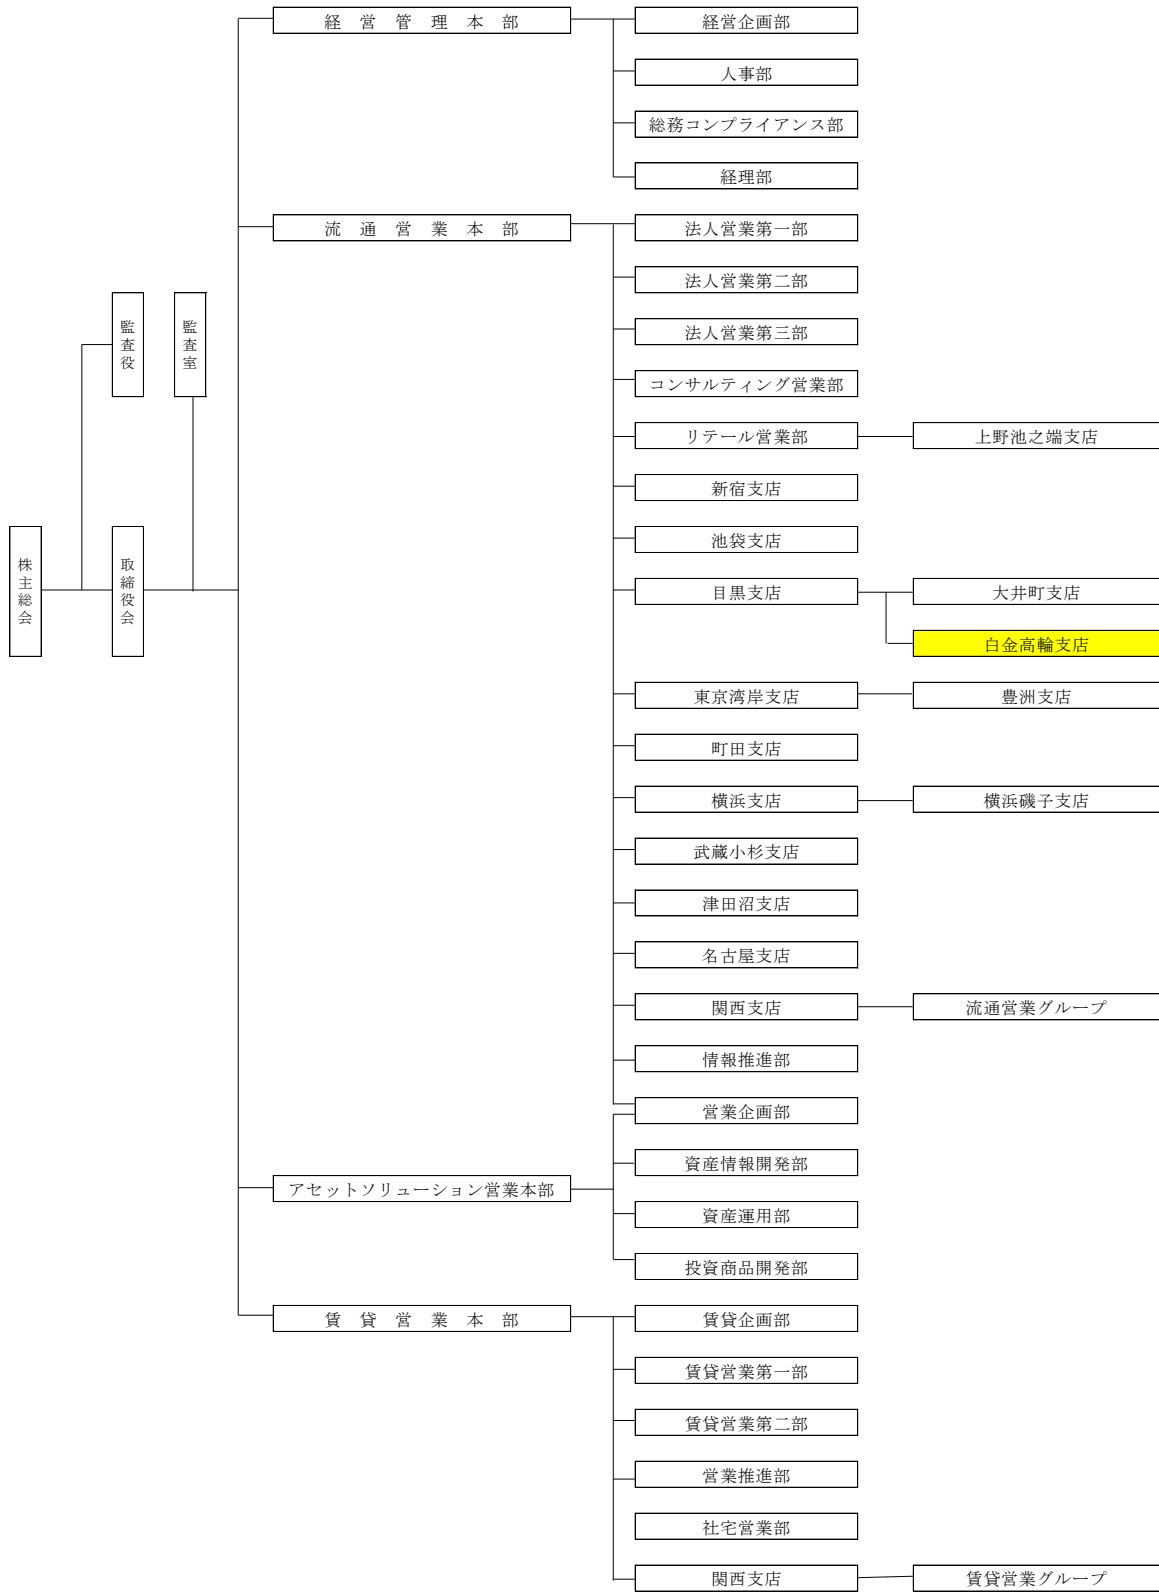 経営管理本部
経営企画部
人事部
総務コンプライアンス部
経理部
流通営業本部
法人営業第一部
法人営業第二部
監査役
監査室
法人営業第三部
コンサルティング営業部
リテール営業部
上野池之端支店
新宿支店
池袋支店
株主総会
取締役会
目黒支店
大井町支店
白金高輪支店
東京湾岸支店
豊洲支店
町田支店
横浜支店
横浜磯子支店
武蔵小杉支店
津田沼支店
名古屋支店
関西支店
流通営業グループ
情報推進部
営業企画部
資産情報開発部
アセットソリューション営業本部
資産運用部
投資商品開発部
賃貸営業本部
賃貸企画部
賃貸営業第一部
賃貸営業第二部
営業推進部
社宅営業部
関西支店
賃貸営業グループ